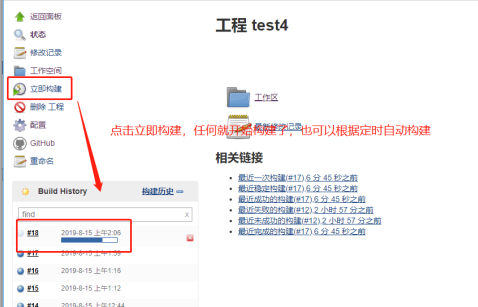 返回面板
状态
修改记录
工作空间
立即构建
删除 工程
配置
GitHub
重命名
工程 test4
工作区
最新修改记录
点击立即构建，任何就开始构建了，也可以根据定时自动构建
相关链接
最近一次构建(#17),6 分 45 秒之前
最近稳定构建(#17),6 分 45 秒之前
最近成功的构建(#17),6 分 45 秒之前
最近失败的构建(#12),2 小时 57 分之前
最近未成功的构建(#12),2 小时 57 分之前
最近完成的构建(#17),6 分 45 秒之前
Build History 构建历史
find x
#18 2019-8-15 上午2:06
#17 2019-8-15 上午1:59
#16 2019-8-15 上午1:16
#15 2019-8-15 上午1:12
#14 2019-8-15 上午12:44